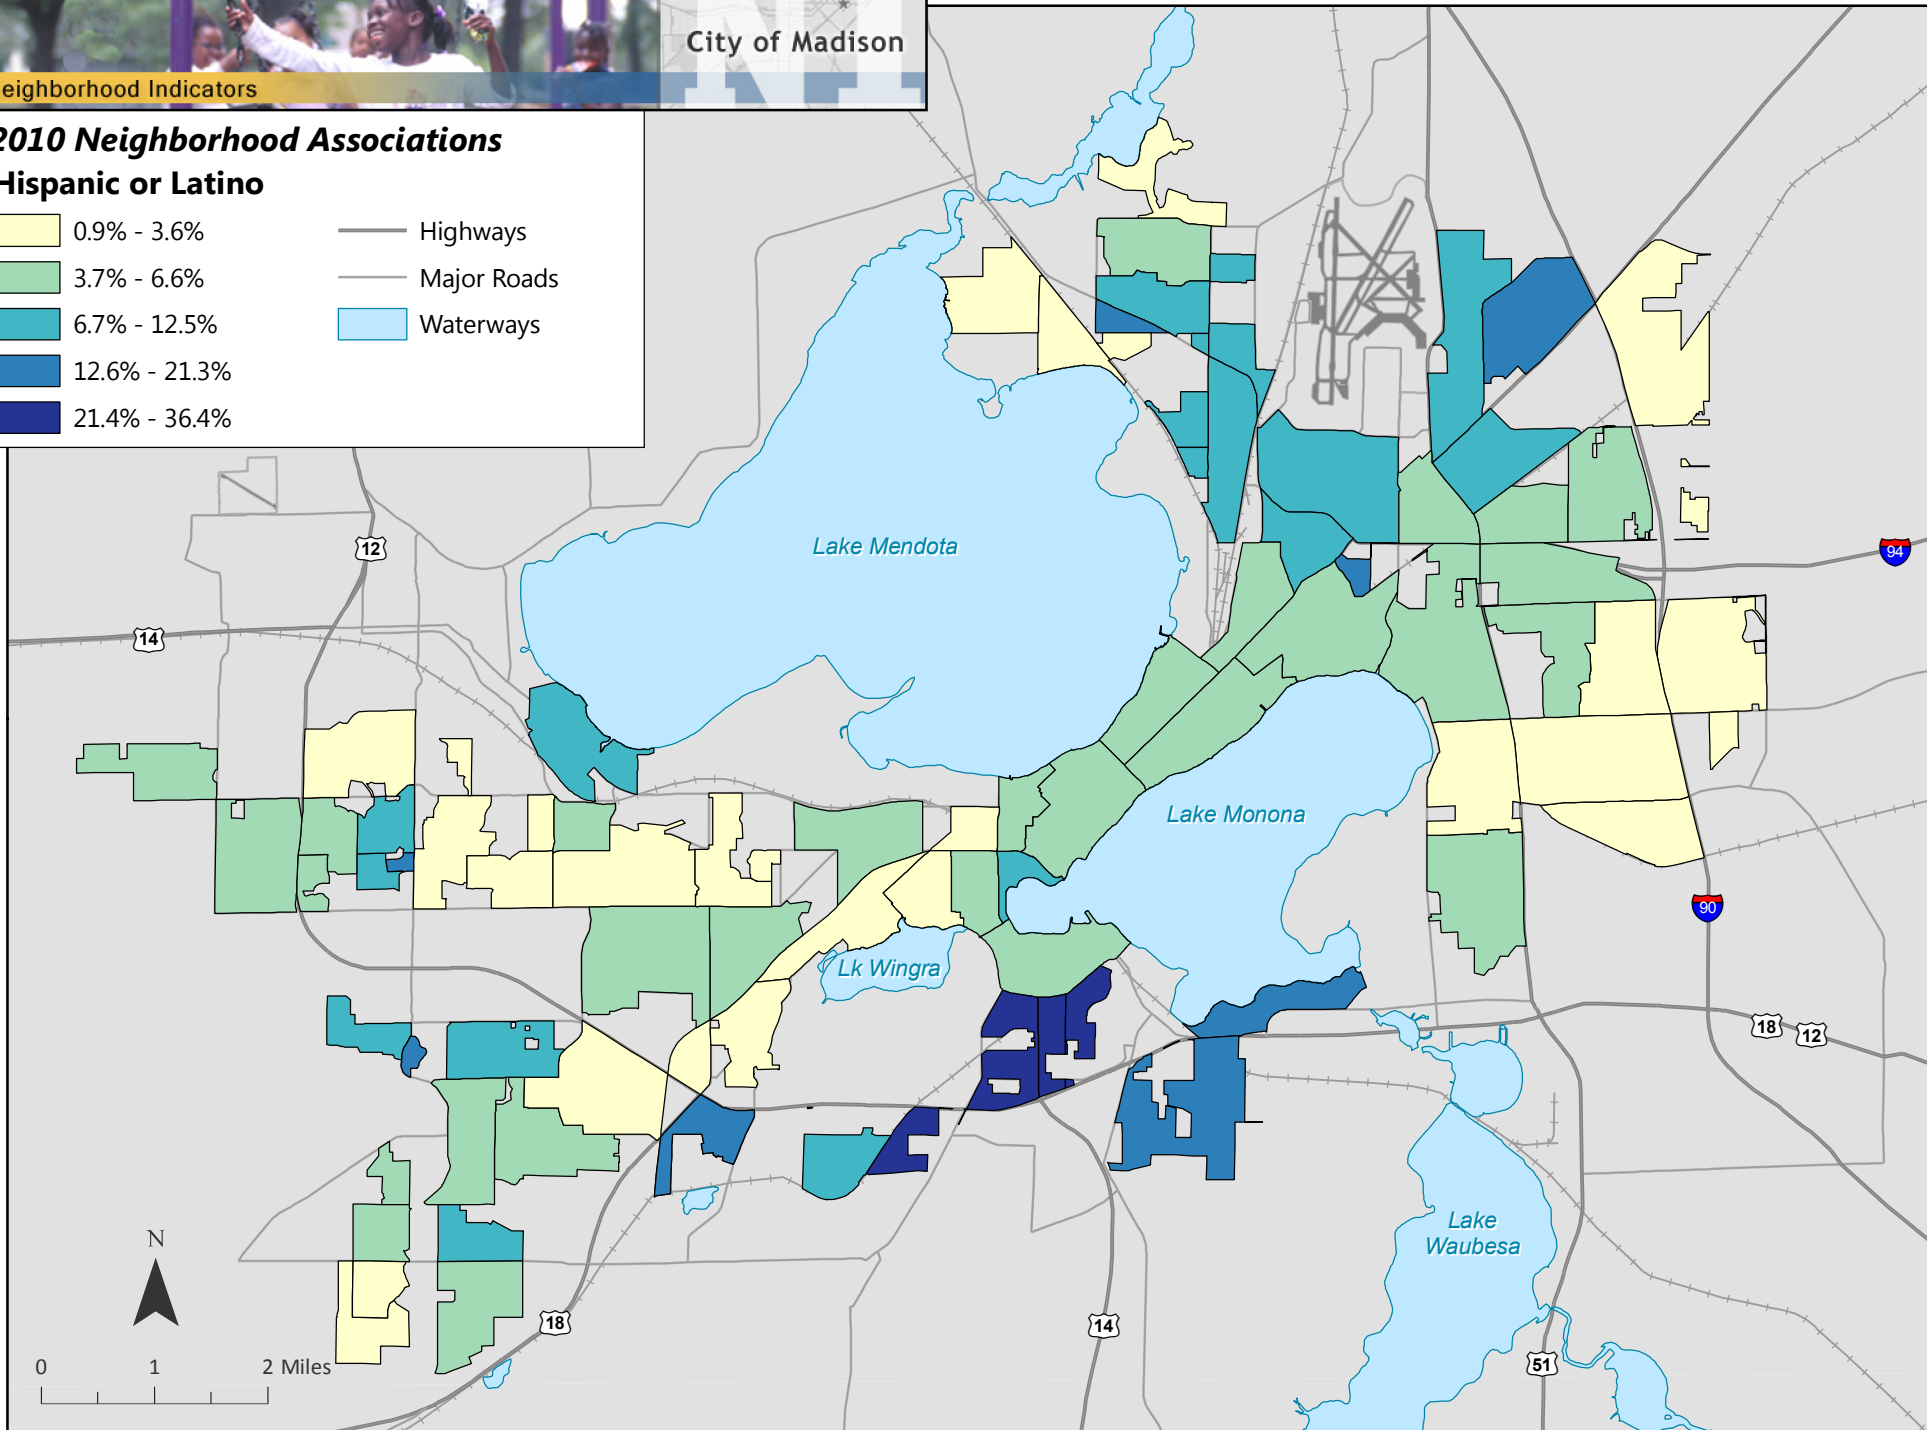 City of Madison
eighborhood Indicators
NI
2010 Neighborhood Associations
Hispanic or Latino
0.9% - 3.6%
3.7% - 6.6%
6.7% - 12.5%
12.6% - 21.3%
21.4% - 36.4%
Highways
Major Roads
Waterways
12
Lake Mendota
94
14
Lake Monona
90
Lk Wingra
18
12
Lake
Waubesa
N
18
14
51
0 1 2 Miles